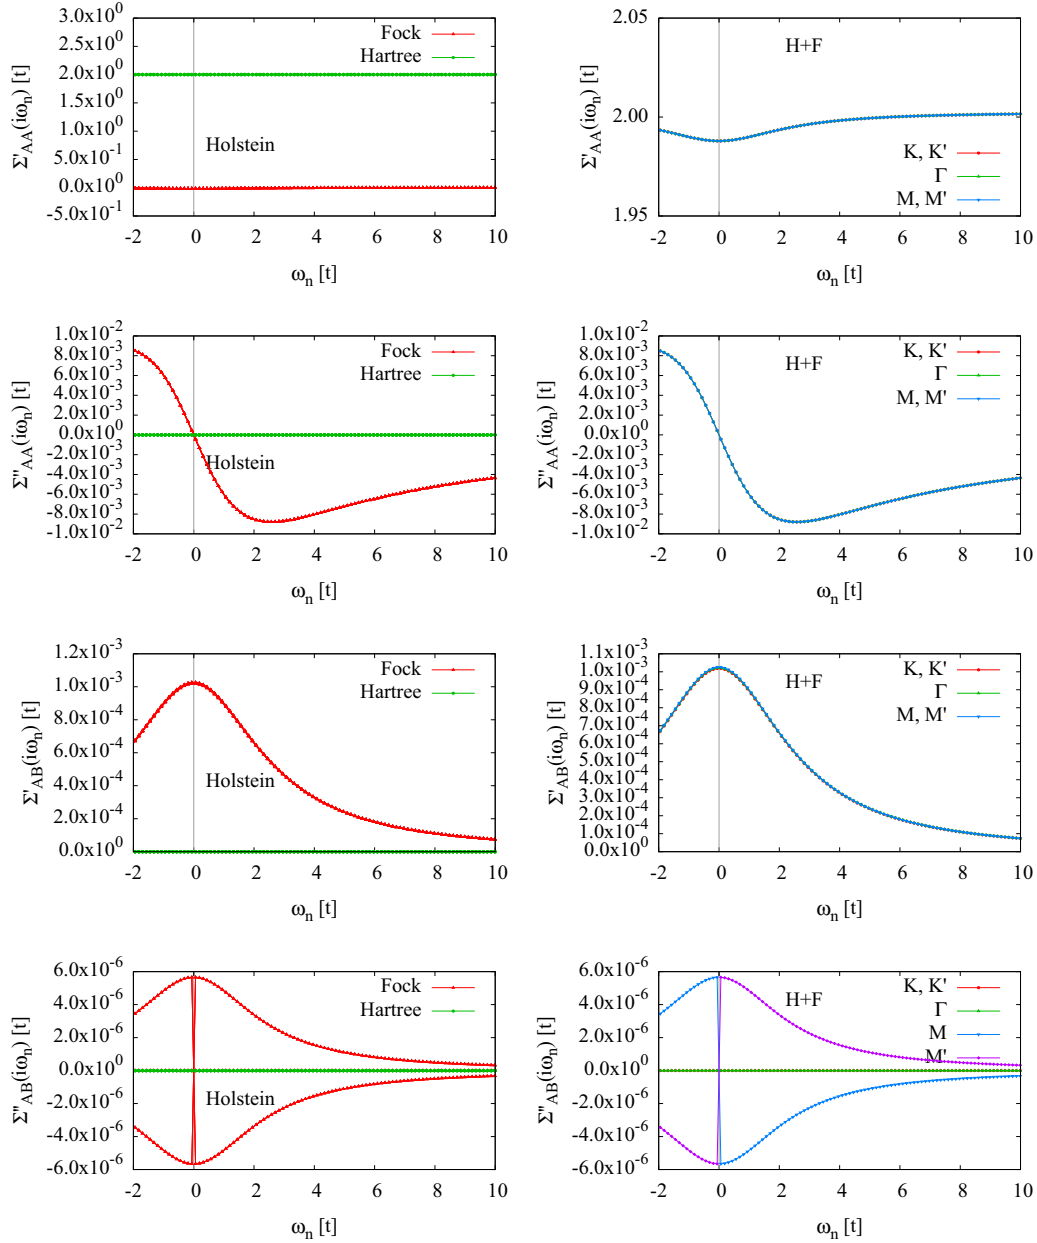 3.0x10^0
2.5x10^0
2.0x10^0
1.5x10^0
1.0x10^0
5.0x10^-1
0.0x10^0
-5.0x10^-1
Σ'AA(iωn) [t]
Fock
Hartree
Holstein
-2 0 2 4 6 8 10
ωn [t]
2.05
2.00
1.95
Σ'AA(iωn) [t]
H+F
K, K'
Γ
M, M'
-2 0 2 4 6 8 10
ωn [t]
1.0x10^-2
8.0x10^-3
6.0x10^-3
4.0x10^-3
2.0x10^-3
0.0x10^0
-2.0x10^-3
-4.0x10^-3
-6.0x10^-3
-8.0x10^-3
-1.0x10^-2
Σ''AA(iωn) [t]
Fock
Hartree
Holstein
-2 0 2 4 6 8 10
ωn [t]
1.0x10^-2
8.0x10^-3
6.0x10^-3
4.0x10^-3
2.0x10^-3
0.0x10^0
-2.0x10^-3
-4.0x10^-3
-6.0x10^-3
-8.0x10^-3
-1.0x10^-2
Σ''AA(iωn) [t]
H+F
K, K'
Γ
M, M'
-2 0 2 4 6 8 10
ωn [t]
1.2x10^-3
1.0x10^-3
8.0x10^-4
6.0x10^-4
4.0x10^-4
2.0x10^-4
0.0x10^0
Σ'AB(iωn) [t]
Fock
Hartree
Holstein
-2 0 2 4 6 8 10
ωn [t]
1.1x10^-3
1.0x10^-3
9.0x10^-4
8.0x10^-4
7.0x10^-4
6.0x10^-4
5.0x10^-4
4.0x10^-4
3.0x10^-4
2.0x10^-4
1.0x10^-4
0.0x10^0
Σ'AB(iωn) [t]
H+F
K, K'
Γ
M, M'
-2 0 2 4 6 8 10
ωn [t]
6.0x10^-6
4.0x10^-6
2.0x10^-6
0.0x10^0
-2.0x10^-6
-4.0x10^-6
-6.0x10^-6
Σ''AB(iωn) [t]
Fock
Hartree
Holstein
-2 0 2 4 6 8 10
ωn [t]
6.0x10^-6
4.0x10^-6
2.0x10^-6
0.0x10^0
-2.0x10^-6
-4.0x10^-6
-6.0x10^-6
Σ''AB(iωn) [t]
H+F
K, K'
Γ
M
M'
-2 0 2 4 6 8 10
ωn [t]